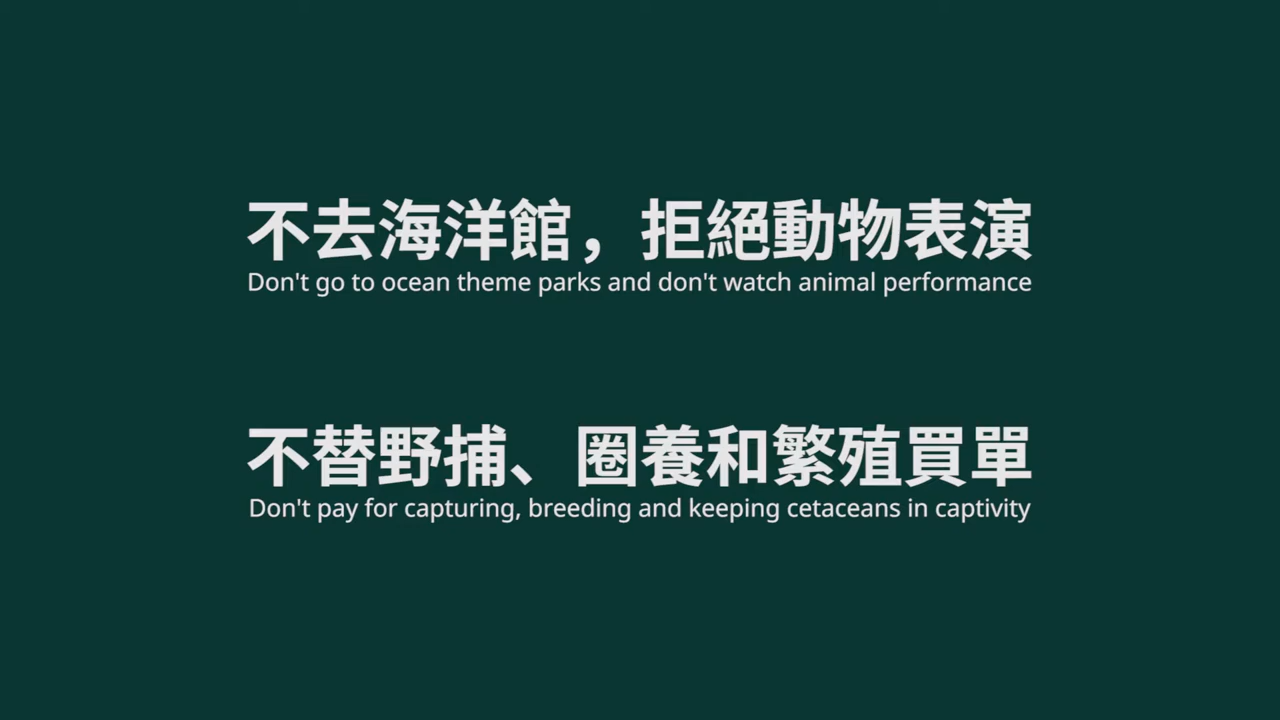 不去海洋館，拒絕動物表演
Don't go to ocean theme parks and don't watch animal performance
不替野捕、圈養和繁殖買單
Don't pay for capturing, breeding and keeping cetaceans in captivity